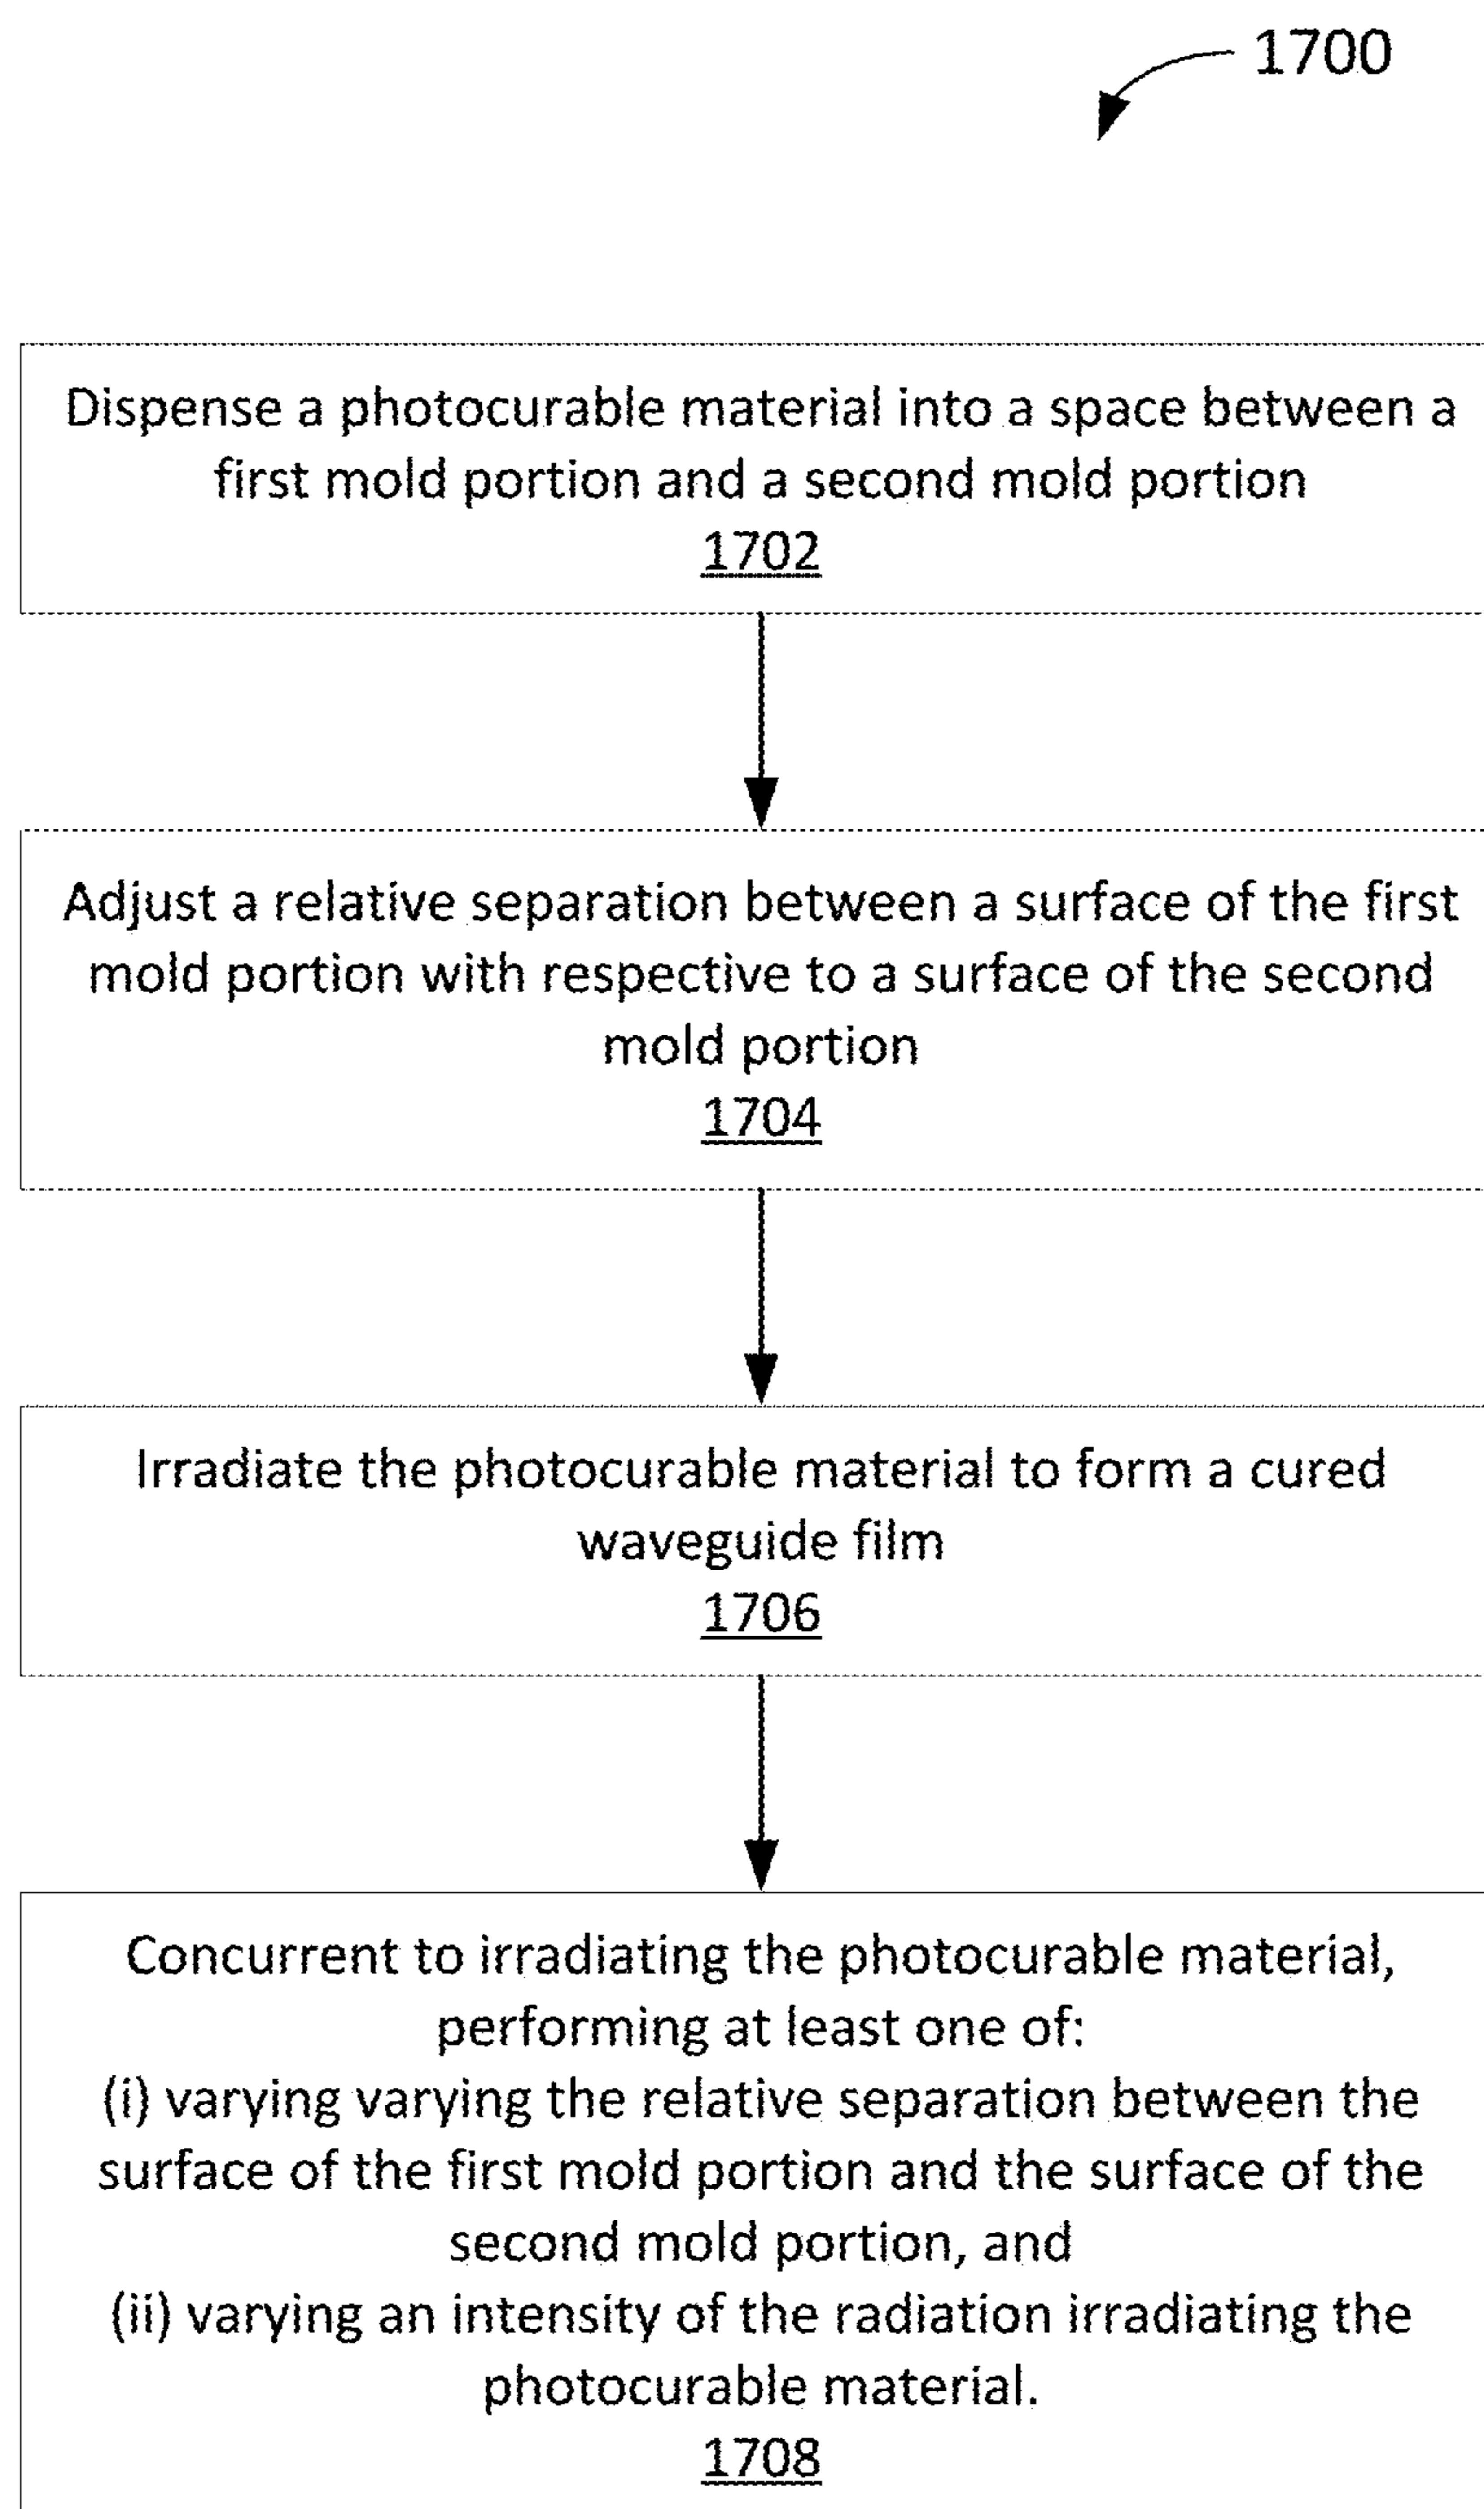 1700
Dispense a photocurable material into a space between a
first mold portion and a second mold portion
1702
Adjust a relative separation between a surface of the first
mold portion with respective to a surface of the second
mold portion
1704
Irradiate the photocurable material to form a cured
waveguide film
1706
Concurrent to irradiating the photocurable material,
performing at least one of:
(i) varying varying the relative separation between the
surface of the first mold portion and the surface of the
second mold portion, and
(ii) varying an intensity of the radiation irradiating the
photocurable material.
1708